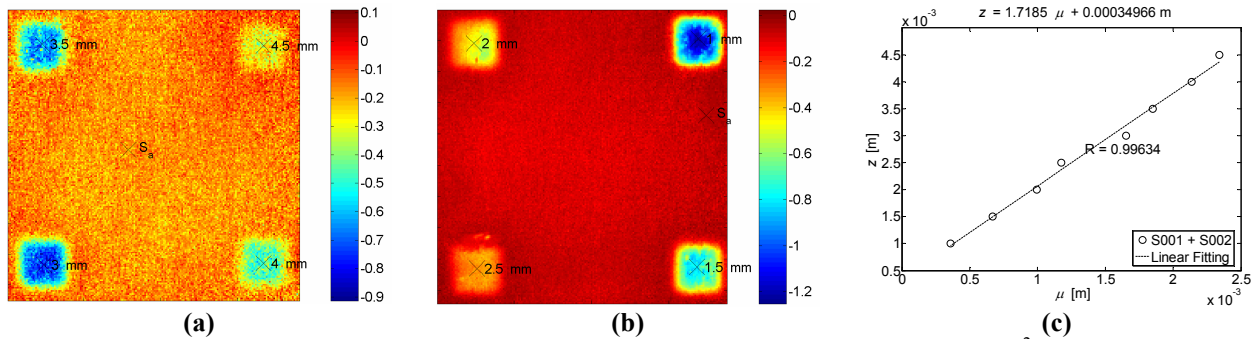 3.5 mm
4.5 mm
S_a
3 mm
4 mm
0.1
0
-0.1
-0.2
-0.3
-0.4
-0.5
-0.6
-0.7
-0.8
-0.9
(a)
2 mm
1 mm
S_a
2.5 mm
1.5 mm
0
-0.2
-0.4
-0.6
-0.8
-1
-1.2
(b)
x 10^-3
z = 1.7185 μ + 0.00034966 m
4.5
4
3.5
3
2.5
2
1.5
1
0.5
z [m]
R = 0.99634
S001 + S002
Linear Fitting
0 0.5 1 1.5 2 2.5
μ [m]
x 10^-3
(c)